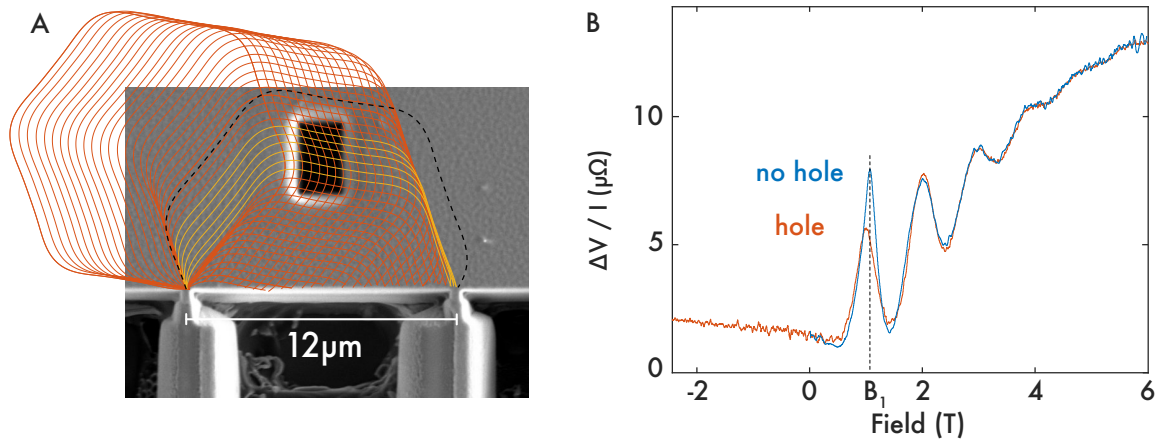 A
12μm
B
ΔV / I (μΩ)
10
5
0
no hole
hole
-2
0
B₁
2
4
6
Field (T)